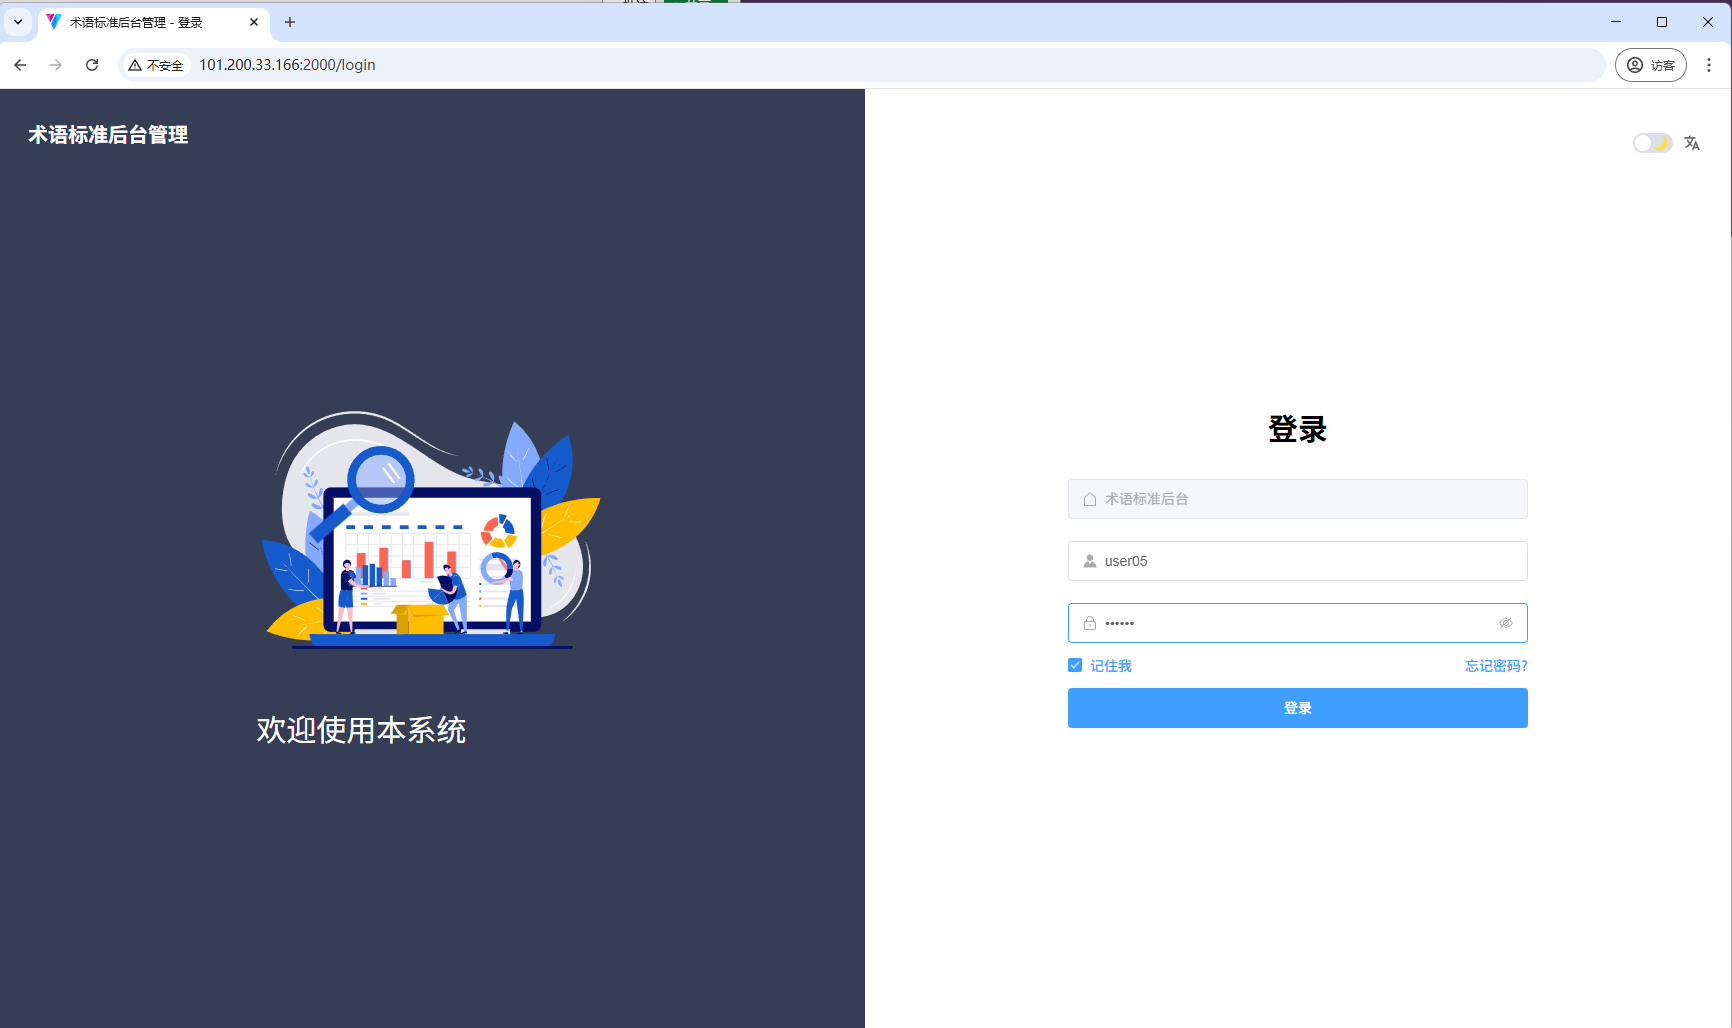 术语标准后台管理 - 登录
不安全
101.200.33.166:2000/login
访客
术语标准后台管理
登录
术语标准后台
user05
••••••
记住我
忘记密码?
登录
欢迎使用本系统